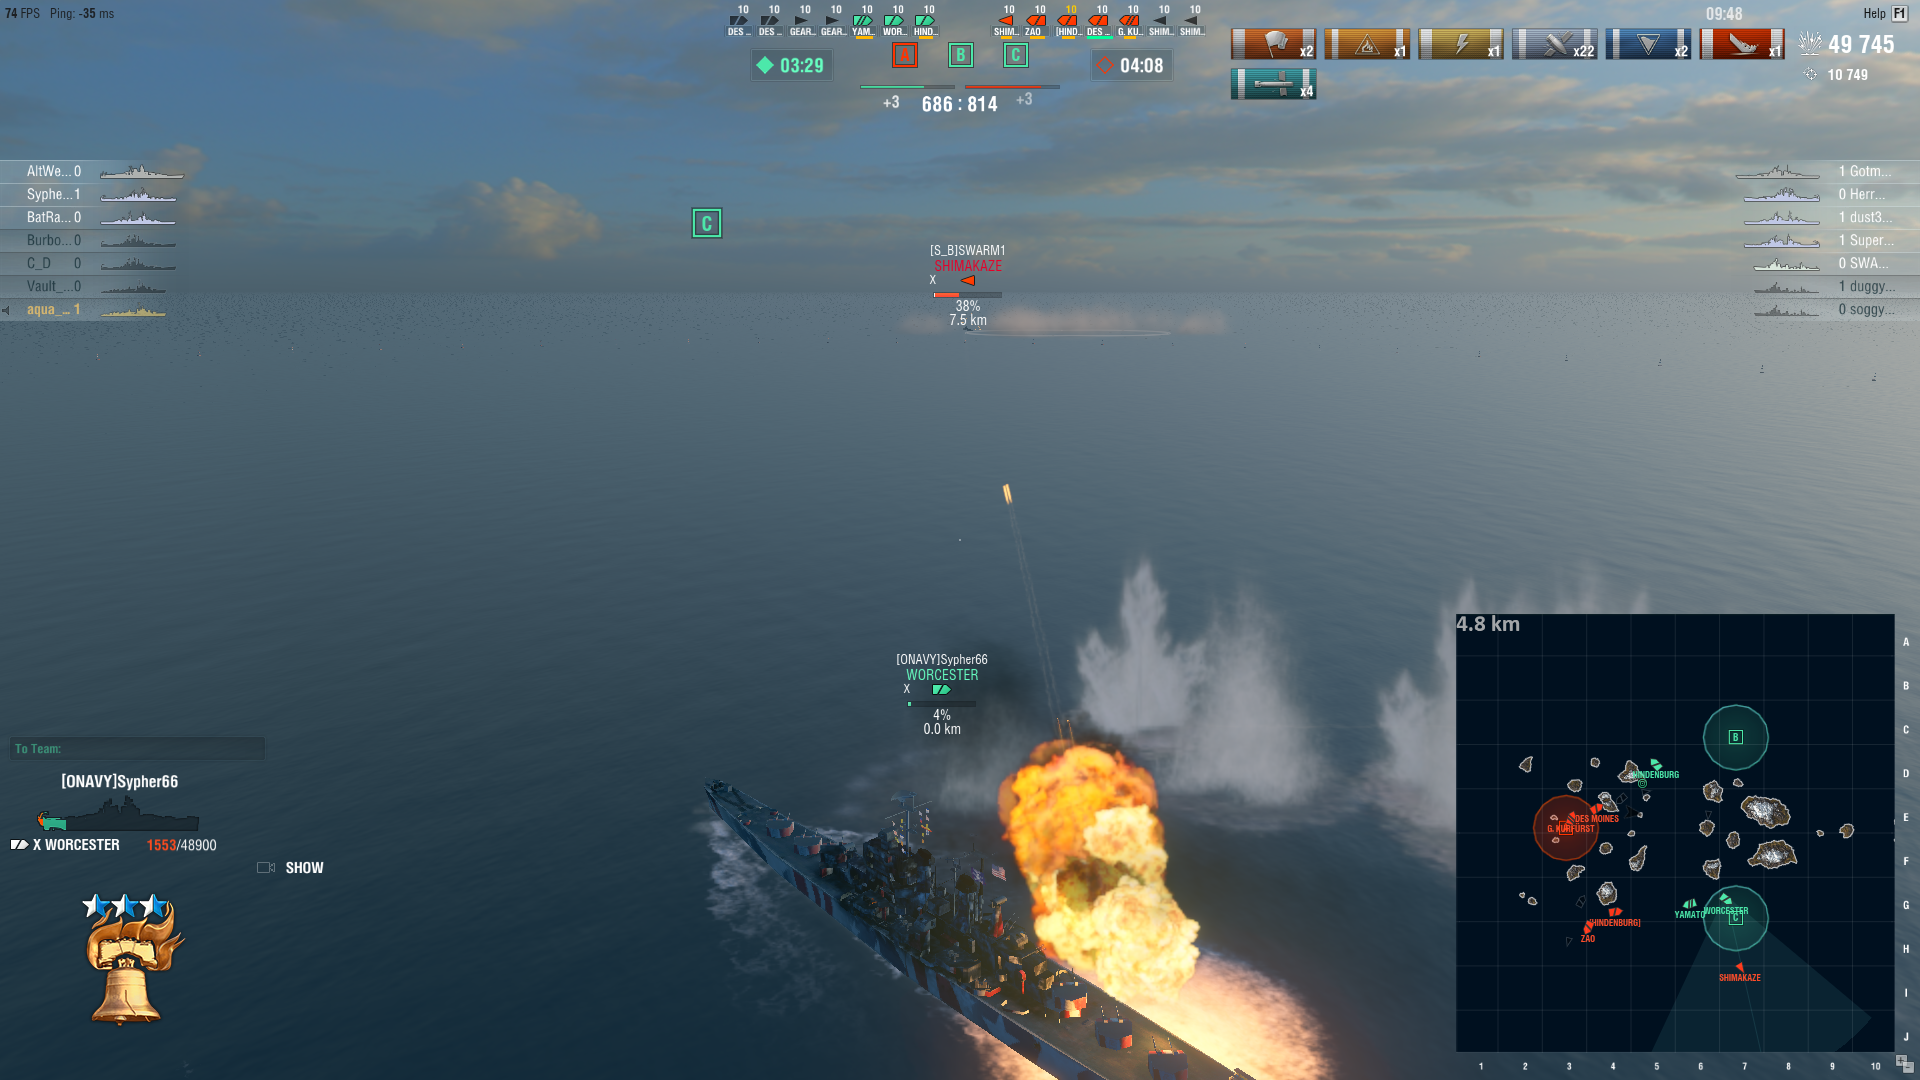 74 FPS Ping: -35 ms
10 10 10 10 10 10 10
DES .. DES .. GEAR.. GEAR.. YAM.. WOR.. HIND..
10 10 10 10 10 10 10
SHIM.. ZAO [HIND.. DES .. G. KU.. SHIM.. SHIM..
A B C
03:29
04:08
+3 686 : 814 +3
09:48
Help F1
x2 x1 x1 x22 x2 x1
x4
49 745
10 749
AltWe... 0
Syphe... 1
BatRa... 0
Burbo... 0
C_D 0
Vault_... 0
aqua_... 1
1 Gotm...
0 Herr...
1 dust3...
1 Super...
0 SWA...
1 duggy...
0 soggy...
C
[S_B]SWARM1
SHIMAKAZE
X
38%
7.5 km
[ONAVY]Sypher66
WORCESTER
X
4%
0.0 km
To Team:
[ONAVY]Sypher66
X WORCESTER 1553/48900
SHOW
4.8 km
A
B
C
D
E
F
G
H
I
J
B
HINDENBURG
DES MOINES
G. KURFÜRST
YAMATO
WORCESTER
C
[HINDENBURG]
ZAO
SHIMAKAZE
1 2 3 4 5 6 7 8 9 10